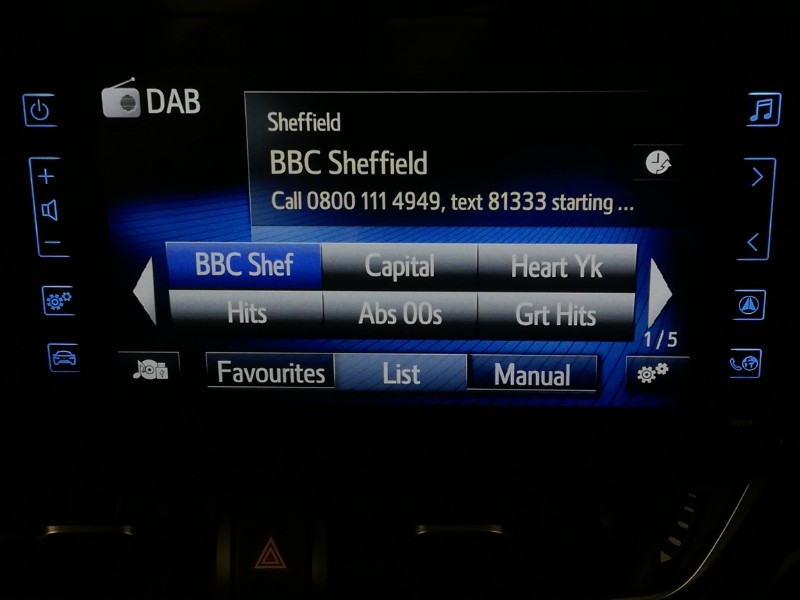 DAB
Sheffield
BBC Sheffield
Call 0800 111 4949, text 81333 starting ...
BBC Shef Capital Heart Yk
Hits Abs 00s Grt Hits
1/5
Favourites List Manual